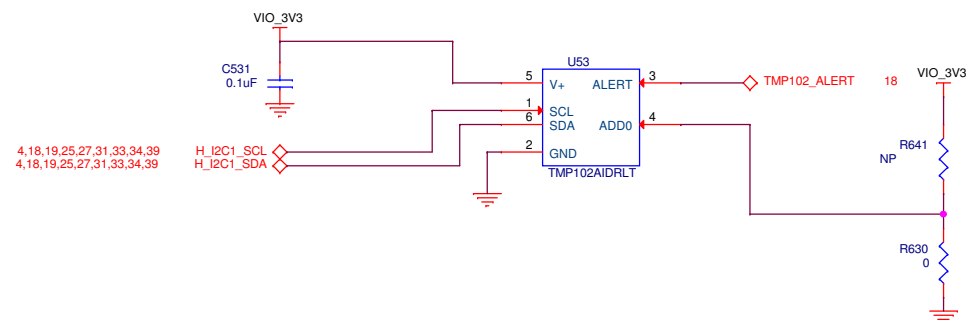 VIO_3V3
C531
0.1uF
U53
5
V+
ALERT
3
TMP102_ALERT
18
VIO_3V3
1
SCL
6
SDA
ADD0
4
2
GND
TMP102AIDRLT
4,18,19,25,27,31,33,34,39
H_I2C1_SCL
4,18,19,25,27,31,33,34,39
H_I2C1_SDA
R641
NP
R630
0